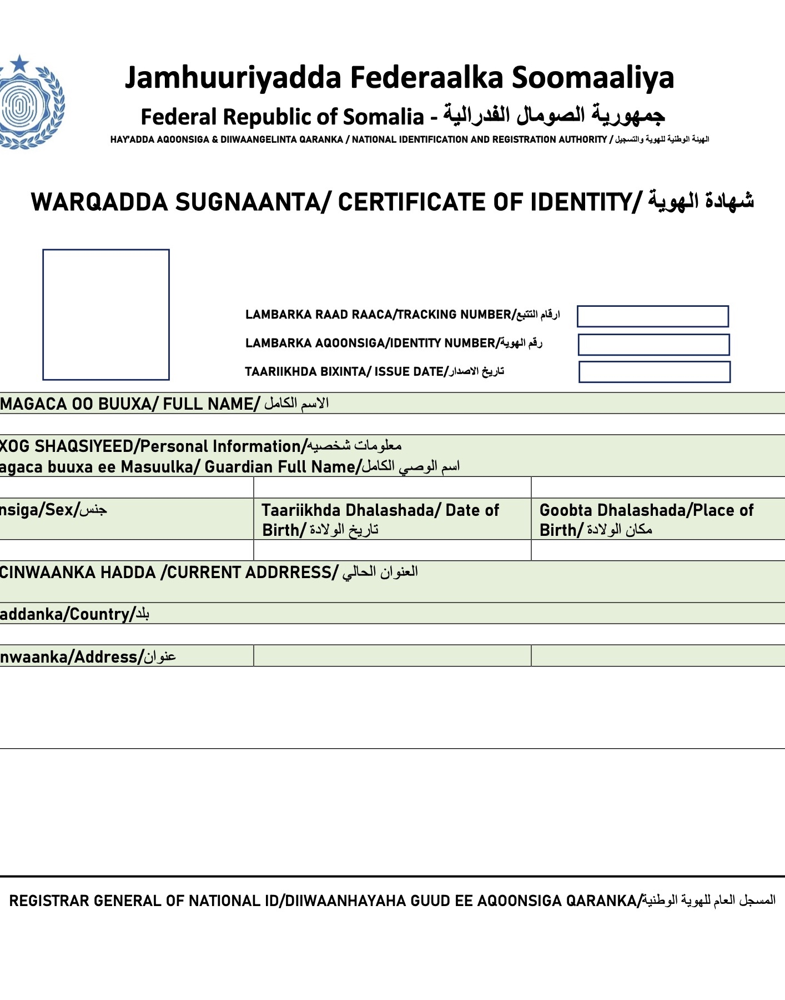 Jamhuuriyadda Federaalka Soomaaliya
Federal Republic of Somalia - جمهورية الصومال الفدرالية
HAY'ADDA AQOONSIGA & DIIWAANGELINTA QARANKA / NATIONAL IDENTIFICATION AND REGISTRATION AUTHORITY / الهيئة الوطنية للهوية والتسجيل
WARQADDA SUGNAANTA/ CERTIFICATE OF IDENTITY/ شهادة الهوية
LAMBARKA RAAD RAACA/TRACKING NUMBER/ارقام التتبع
LAMBARKA AQOONSIGA/IDENTITY NUMBER/رقم الهوية
TAARIIKHDA BIXINTA/ ISSUE DATE/تاريخ الاصدار
MAGACA OO BUUXA/ FULL NAME/ الاسم الكامل
XOG SHAQSIYEED/Personal Information/معلومات شخصيه
agaca buuxa ee Masuulka/ Guardian Full Name/اسم الوصي الكامل
nsiga/Sex/جنس
Taariikhda Dhalashada/ Date of
Birth/ تاريخ الولادة
Goobta Dhalashada/Place of
Birth/ مكان الولادة
CINWAANKA HADDA /CURRENT ADDRRESS/ العنوان الحالي
addanka/Country/بلد
nwaanka/Address/عنوان
REGISTRAR GENERAL OF NATIONAL ID/DIIWAANHAYAHA GUUD EE AQOONSIGA QARANKA/المسجل العام للهوية الوطنية